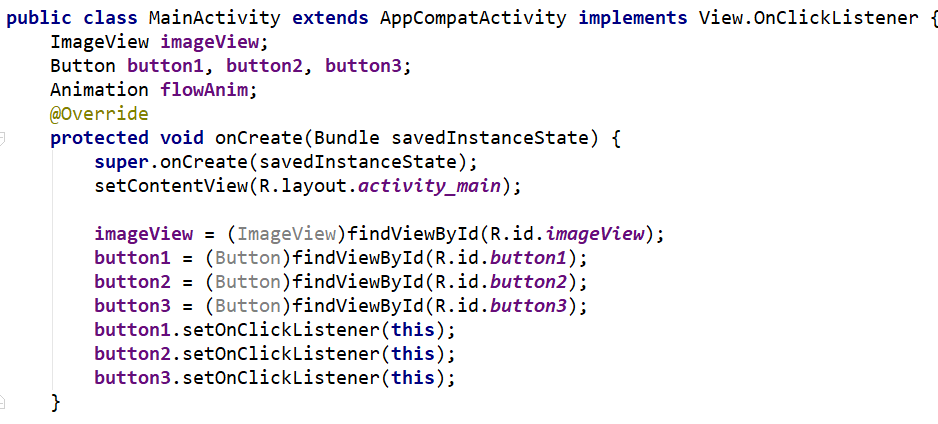 public class MainActivity extends AppCompatActivity implements View.OnClickListener {
    ImageView imageView;
    Button button1, button2, button3;
    Animation flowAnim;
    @Override
    protected void onCreate(Bundle savedInstanceState) {
        super.onCreate(savedInstanceState);
        setContentView(R.layout.activity_main);

        imageView = (ImageView)findViewById(R.id.imageView);
        button1 = (Button)findViewById(R.id.button1);
        button2 = (Button)findViewById(R.id.button2);
        button3 = (Button)findViewById(R.id.button3);
        button1.setOnClickListener(this);
        button2.setOnClickListener(this);
        button3.setOnClickListener(this);
    }